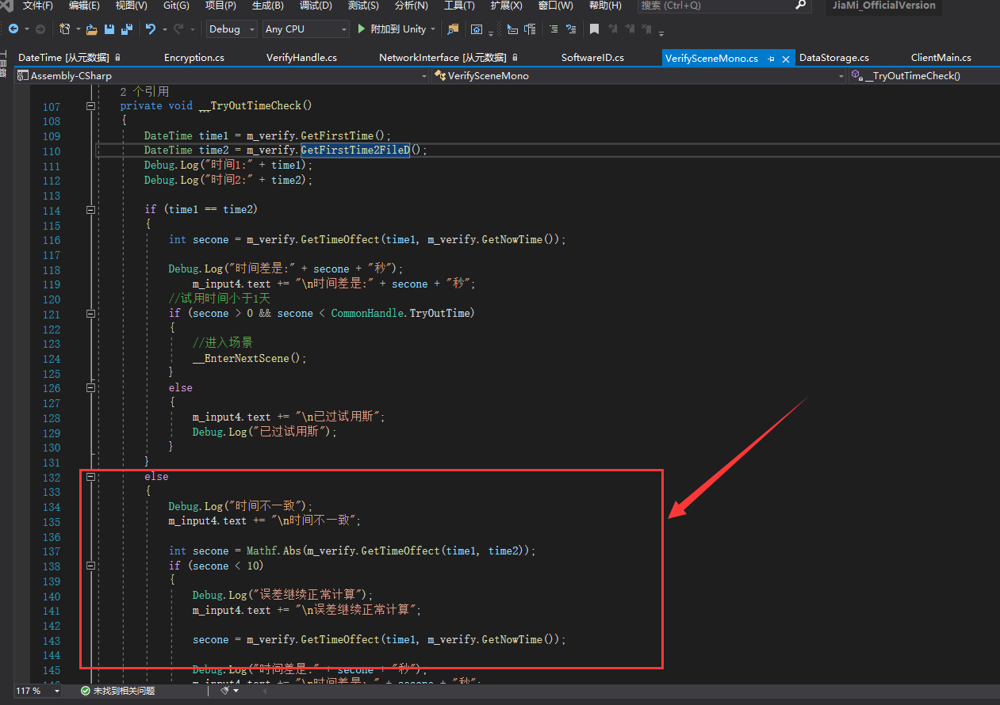 文件(F) 编辑(E) 视图(V) Git(G) 项目(P) 生成(B) 调试(D) 测试(S) 分析(N) 工具(T) 扩展(X) 窗口(W) 帮助(H) 搜索 (Ctrl+Q) JiaMi_OfficialVersion
Debug Any CPU 附加到 Unity
DateTime [从元数据] Encryption.cs VerifyHandle.cs NetworkInterface [从元数据] SoftwareID.cs VerifySceneMono.cs DataStorage.cs ClientMain.cs
Assembly-CSharp VerifySceneMono __TryOutTimeCheck()
2 个引用
107 private void __TryOutTimeCheck()
108 {
109 DateTime time1 = m_verify.GetFirstTime();
110 DateTime time2 = m_verify.GetFirstTime2FileD();
111 Debug.Log("时间1:" + time1);
112 Debug.Log("时间2:" + time2);
113
114 if (time1 == time2)
115 {
116 int secone = m_verify.GetTimeOffect(time1, m_verify.GetNowTime());
117
118 Debug.Log("时间差是:" + secone + "秒");
119 m_input4.text += "\n时间差是:" + secone + "秒";
120 //试用时间小于1天
121 if (secone > 0 && secone < CommonHandle.TryOutTime)
122 {
123 //进入场景
124 __EnterNextScene();
125 }
126 else
127 {
128 m_input4.text += "\n已过试用斯";
129 Debug.Log("已过试用斯");
130 }
131 }
132 else
133 {
134 Debug.Log("时间不一致");
135 m_input4.text += "\n时间不一致";
136
137 int secone = Mathf.Abs(m_verify.GetTimeOffect(time1, time2));
138 if (secone < 10)
139 {
140 Debug.Log("误差继续正常计算");
141 m_input4.text += "\n误差继续正常计算";
142
143 secone = m_verify.GetTimeOffect(time1, m_verify.GetNowTime());
144
145 Debug.Log("时间差是:" + secone + "秒");
146 m_input4.text += "\n时间差是:" + secone + "秒";
117 % 未找到相关问题